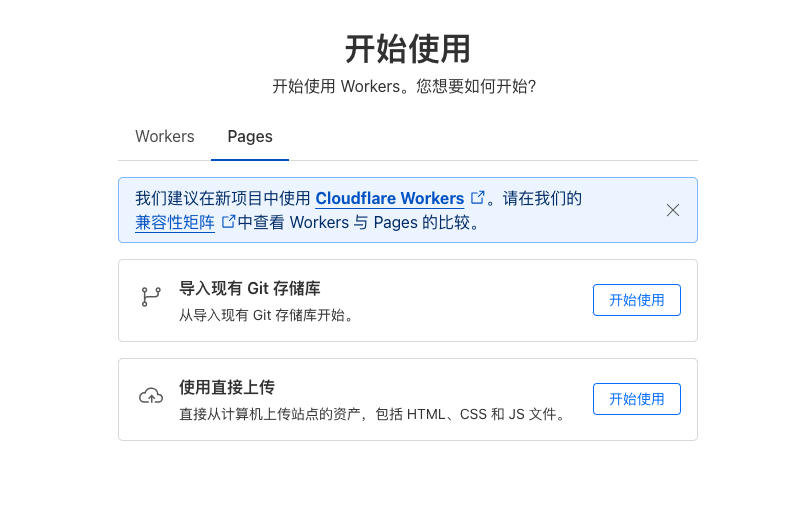 开始使用
开始使用 Workers。您想要如何开始?
Workers
Pages
我们建议在新项目中使用 Cloudflare Workers。请在我们的
兼容性矩阵中查看 Workers 与 Pages 的比较。
导入现有 Git 存储库
从导入现有 Git 存储库开始。
开始使用
使用直接上传
直接从计算机上传站点的资产，包括 HTML、CSS 和 JS 文件。
开始使用